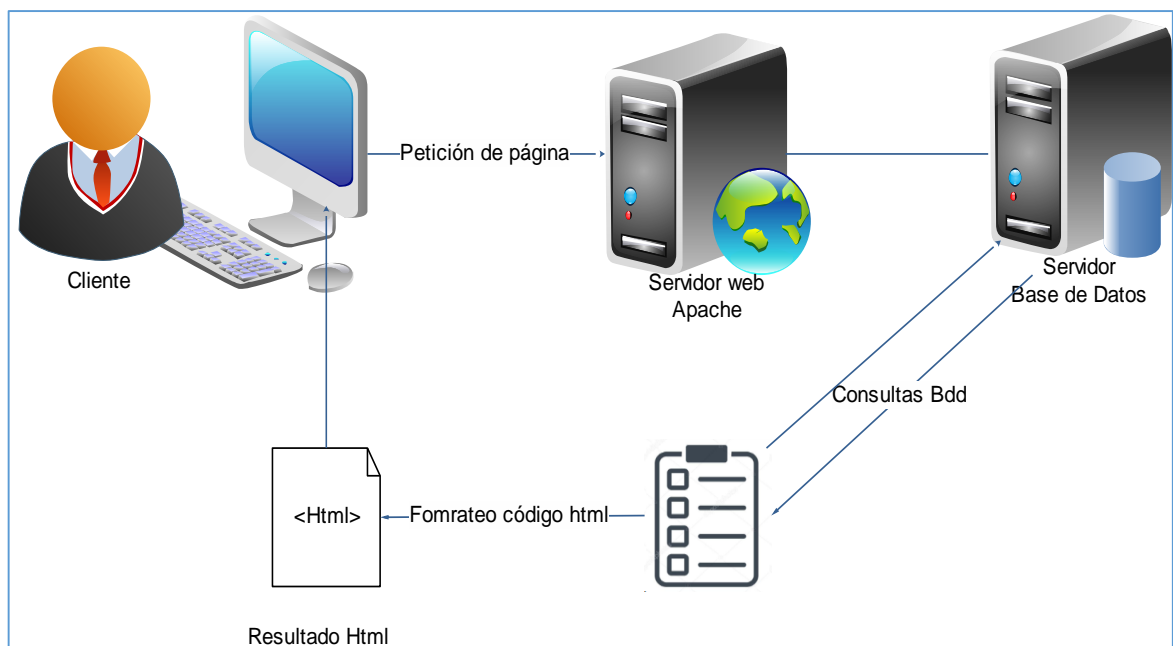 Petición de página
Cliente
Servidor web
Apache
Servidor
Base de Datos
Consultas Bdd
<Html>
Fomrateo código html
Resultado Html